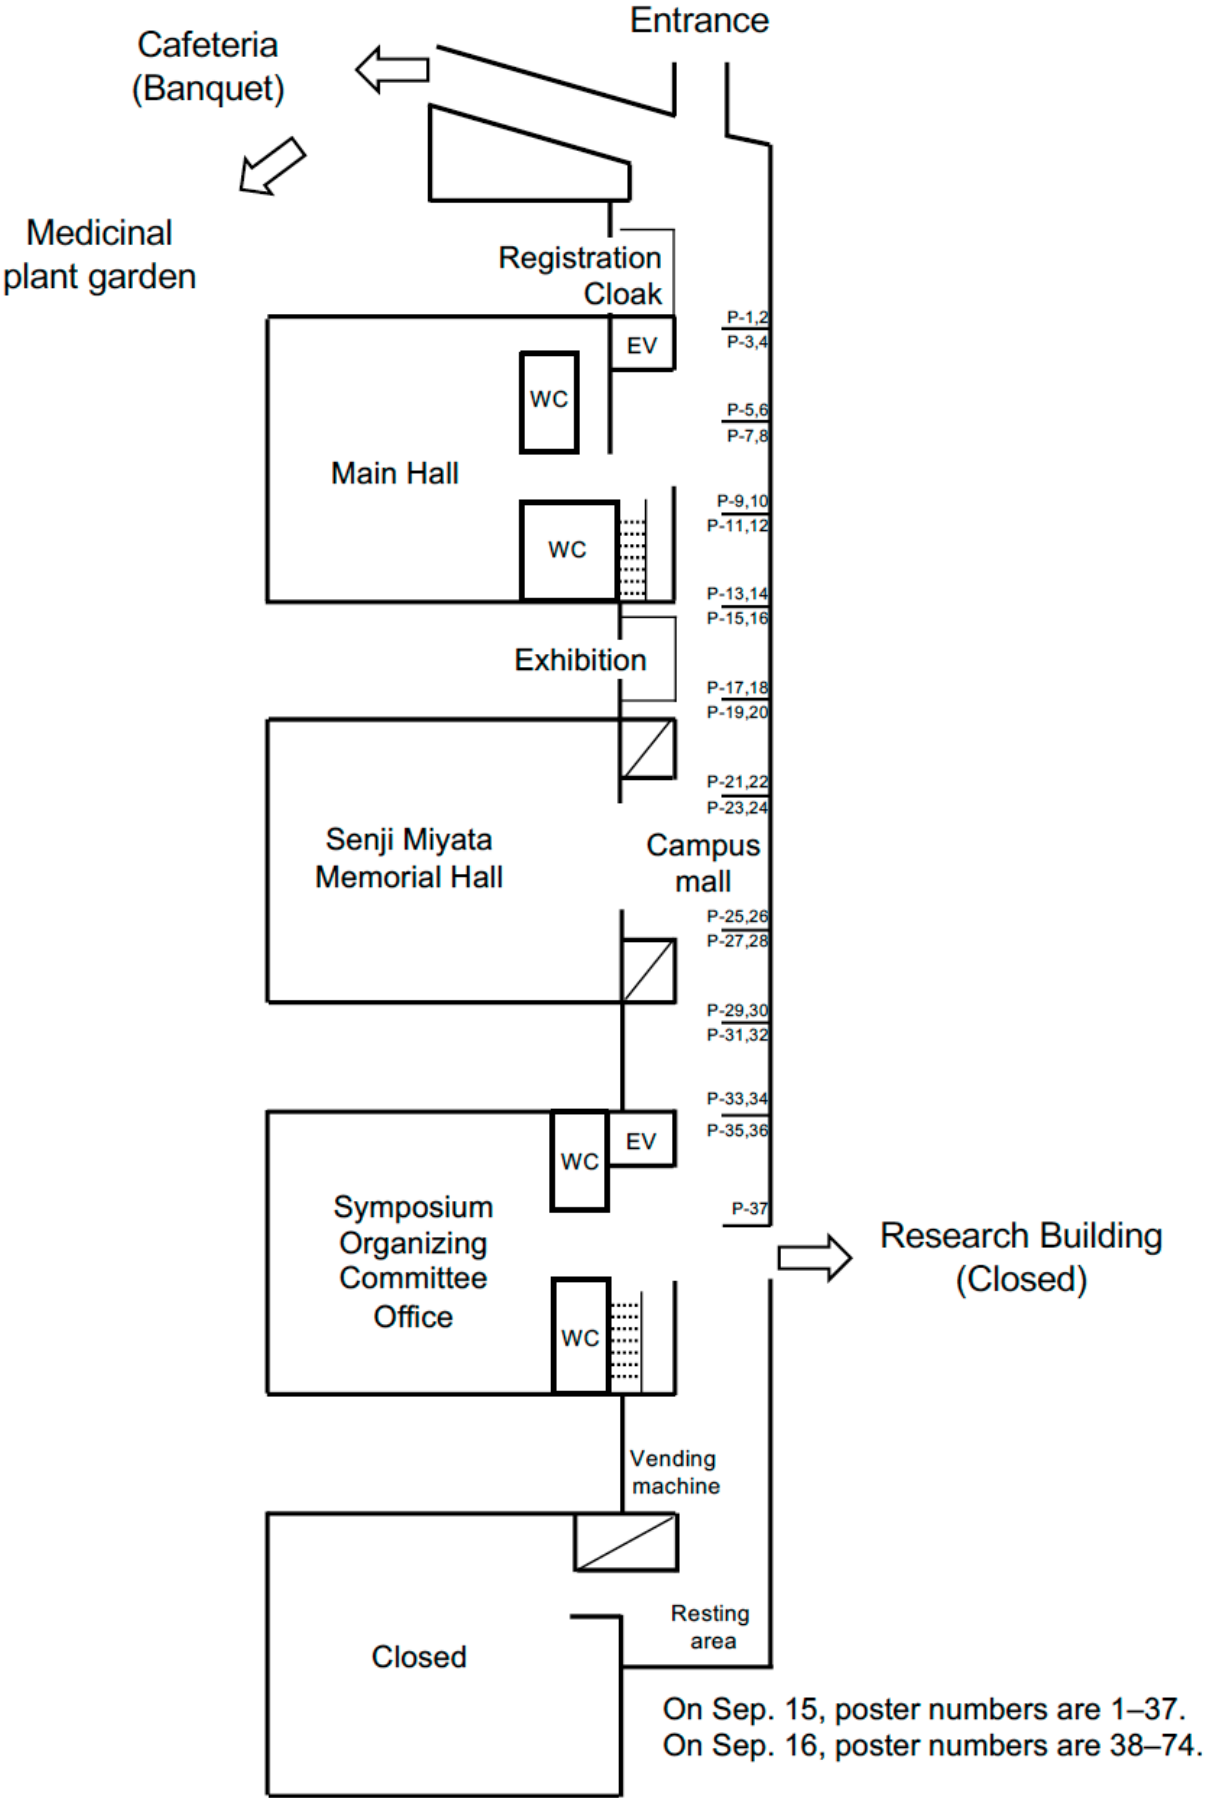 Entrance
Cafeteria
(Banquet)
Medicinal
plant garden
Registration
Cloak
EV
WC
Main Hall
WC
P-1,2
P-3,4
P-5,6
P-7,8
P-9,10
P-11,12
P-13,14
P-15,16
Exhibition
P-17,18
P-19,20
P-21,22
P-23,24
Senji Miyata
Memorial Hall
Campus
mall
P-25,26
P-27,28
P-29,30
P-31,32
P-33,34
P-35,36
EV
WC
P-37
Symposium
Organizing
Committee
Office
WC
Research Building
(Closed)
Vending
machine
Resting
area
Closed
On Sep. 15, poster numbers are 1–37.
On Sep. 16, poster numbers are 38–74.